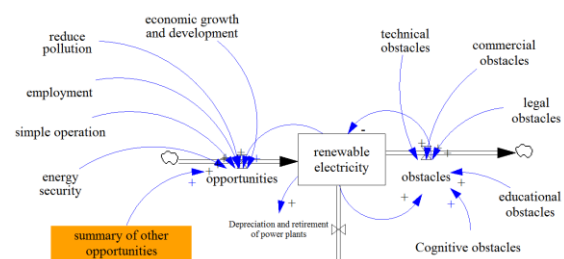 economic growth
and development
reduce
pollution
technical
obstacles
commercial
obstacles
employment
legal
obstacles
simple operation
renewable
electricity
energy
security
opportunities
obstacles
educational
obstacles
Depreciation and retirement
of power plants
summary of other
opportunities
Cognitive obstacles